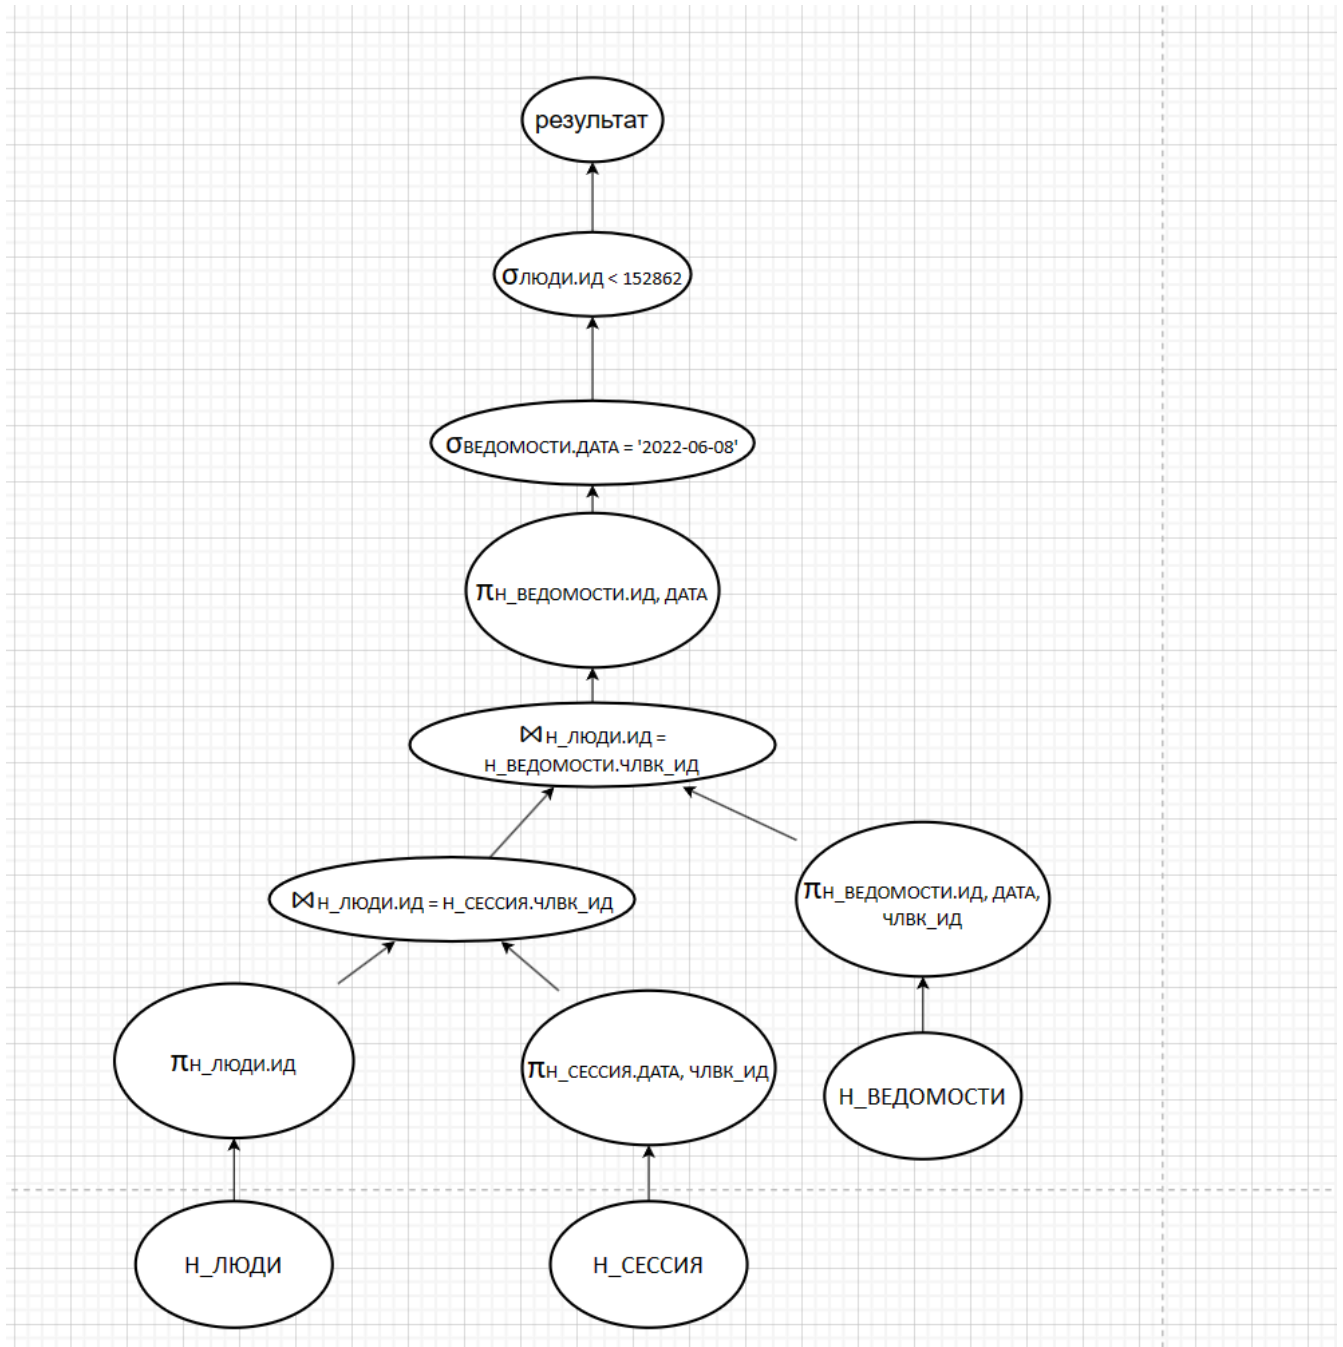 результат
σЛЮДИ.ИД < 152862
σВЕДОМОСТИ.ДАТА = '2022-06-08'
πН_ВЕДОМОСТИ.ИД, ДАТА
⋈Н_ЛЮДИ.ИД =
Н_ВЕДОМОСТИ.ЧЛВК_ИД
⋈Н_ЛЮДИ.ИД = Н_СЕССИЯ.ЧЛВК_ИД
πН_ВЕДОМОСТИ.ИД, ДАТА,
ЧЛВК_ИД
πН_ЛЮДИ.ИД
πН_СЕССИЯ.ДАТА, ЧЛВК_ИД
Н_ВЕДОМОСТИ
Н_ЛЮДИ
Н_СЕССИЯ